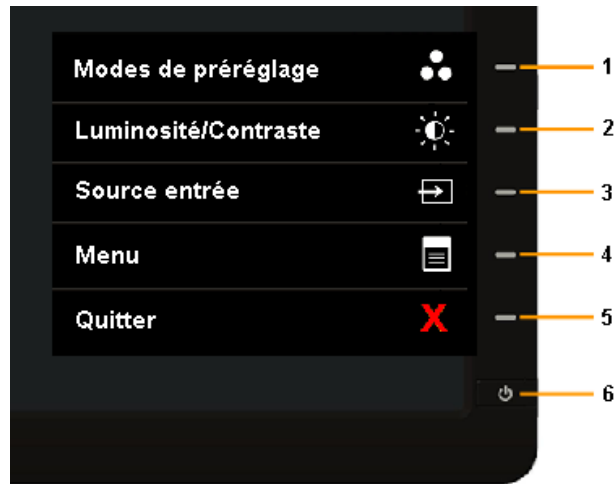 Modes de préréglage
1
Luminosité/Contraste
2
Source entrée
3
Menu
4
Quitter
X
5
6